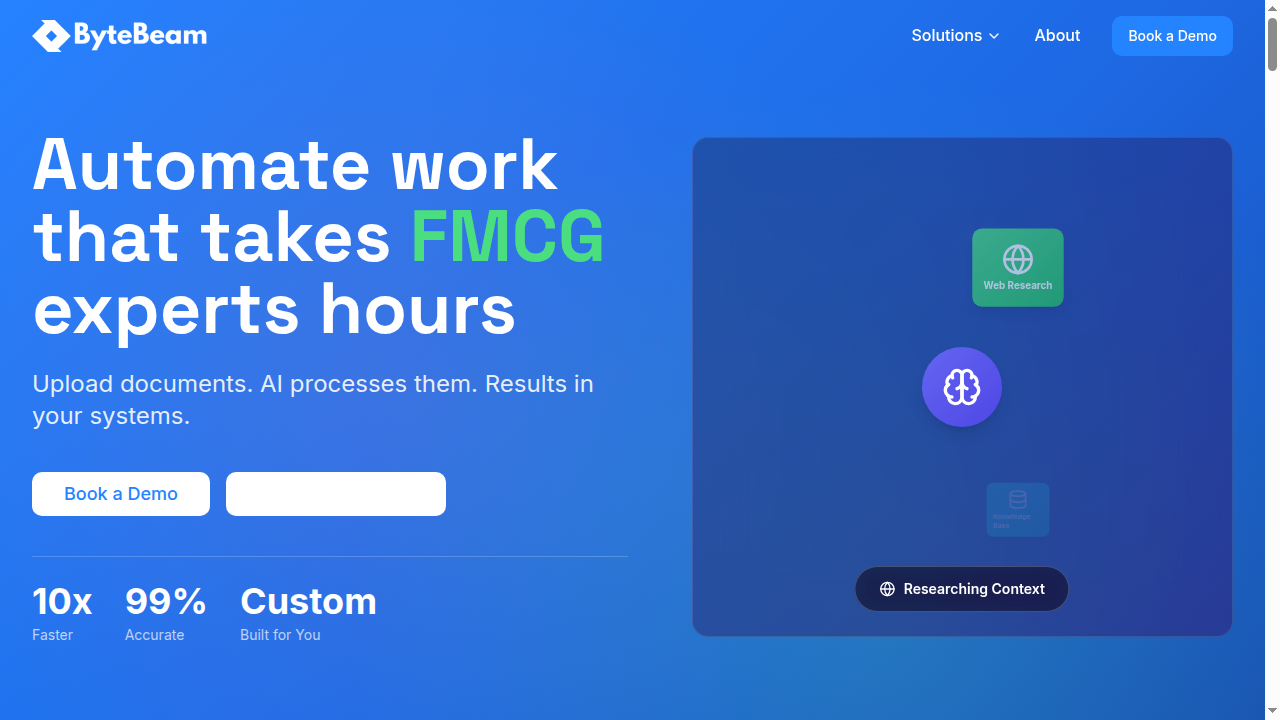 ByteBeam
Solutions
About
Book a Demo
Automate work
that takes FMCG
experts hours
Upload documents. AI processes them. Results in
your systems.
Book a Demo
10x
Faster
99%
Accurate
Custom
Built for You
Web Research
Knowledge
Base
Researching Context